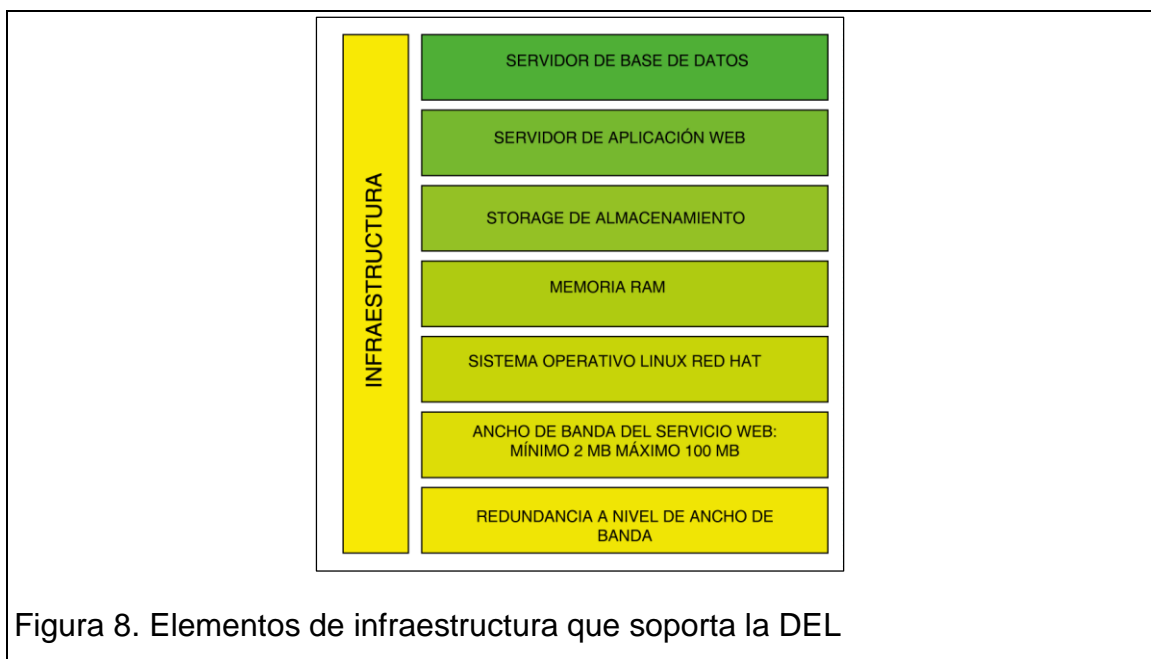 INFRAESTRUCTURA
SERVIDOR DE BASE DE DATOS
SERVIDOR DE APLICACIÓN WEB
STORAGE DE ALMACENAMIENTO
MEMORIA RAM
SISTEMA OPERATIVO LINUX RED HAT
ANCHO DE BANDA DEL SERVICIO WEB:
MÍNIMO 2 MB MÁXIMO 100 MB
REDUNDANCIA A NIVEL DE ANCHO DE
BANDA
Figura 8. Elementos de infraestructura que soporta la DEL